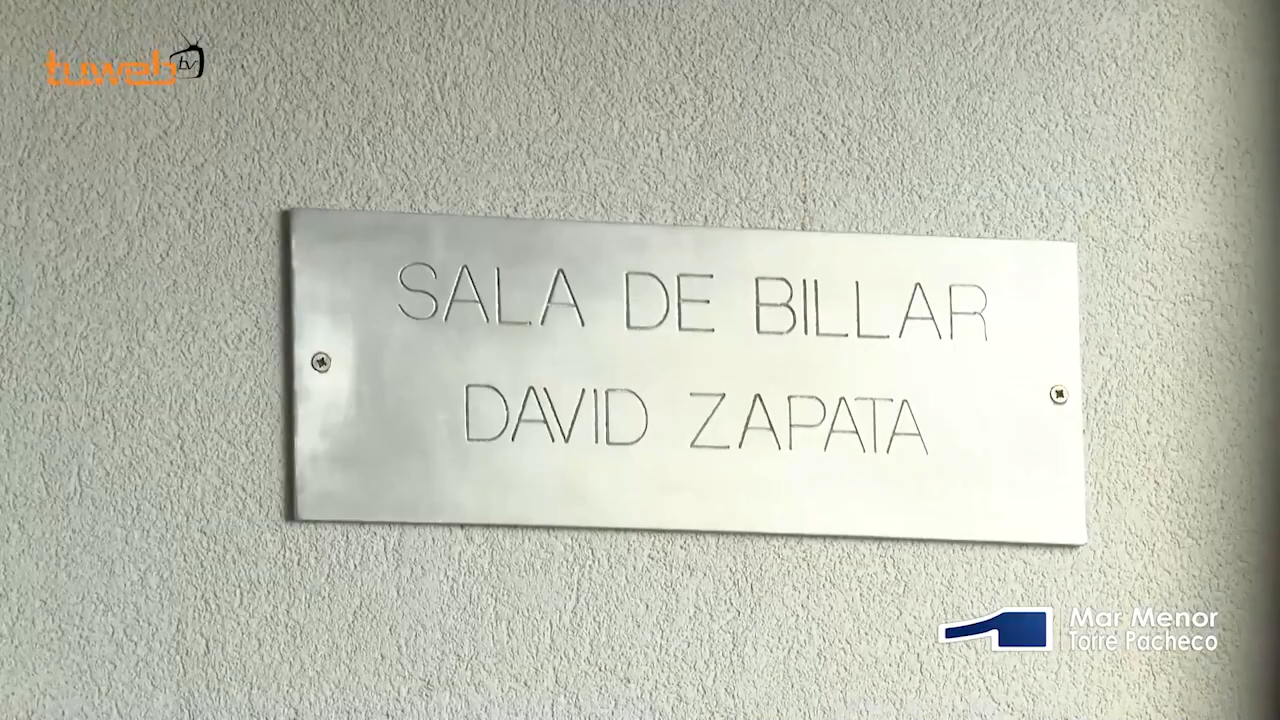 tuweb tv
SALA DE BILLAR
DAVID ZAPATA
Mar Menor
Torre Pacheco